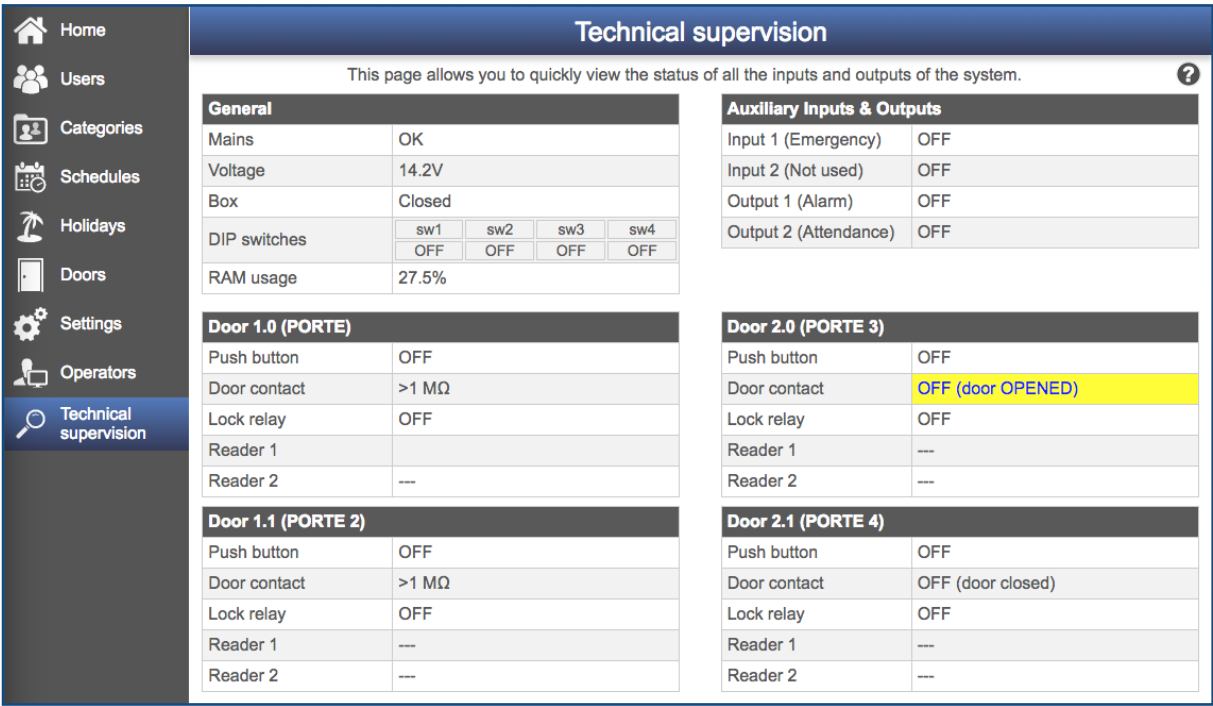 Home
Users
Categories
Schedules
Holidays
Doors
Settings
Operators
Technical
supervision
Technical supervision
This page allows you to quickly view the status of all the inputs and outputs of the system.
?
General
Mains OK
Voltage 14.2V
Box Closed
DIP switches
sw1 sw2 sw3 sw4
OFF OFF OFF OFF
RAM usage 27.5%
Auxiliary Inputs & Outputs
Input 1 (Emergency) OFF
Input 2 (Not used) OFF
Output 1 (Alarm) OFF
Output 2 (Attendance) OFF
Door 1.0 (PORTE)
Push button OFF
Door contact >1 MΩ
Lock relay OFF
Reader 1
Reader 2 ---
Door 2.0 (PORTE 3)
Push button OFF
Door contact OFF (door OPENED)
Lock relay OFF
Reader 1 ---
Reader 2 ---
Door 1.1 (PORTE 2)
Push button OFF
Door contact >1 MΩ
Lock relay OFF
Reader 1 ---
Reader 2 ---
Door 2.1 (PORTE 4)
Push button OFF
Door contact OFF (door closed)
Lock relay OFF
Reader 1 ---
Reader 2 ---